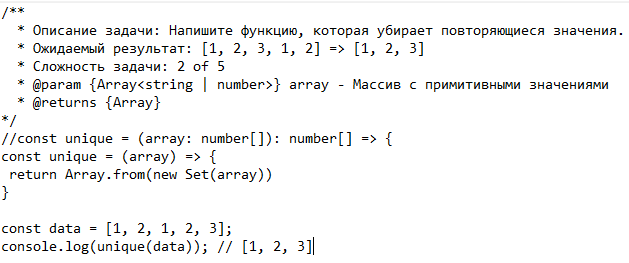 /**
* Описание задачи: Напишите функцию, которая убирает повторяющиеся значения.
* Ожидаемый результат: [1, 2, 3, 1, 2] => [1, 2, 3]
* Сложность задачи: 2 of 5
* @param {Array<string | number>} array - Массив с примитивными значениями
* @returns {Array}
*/
//const unique = (array: number[]): number[] => {
const unique = (array) => {
return Array.from(new Set(array))
}
const data = [1, 2, 1, 2, 3];
console.log(unique(data)); // [1, 2, 3]